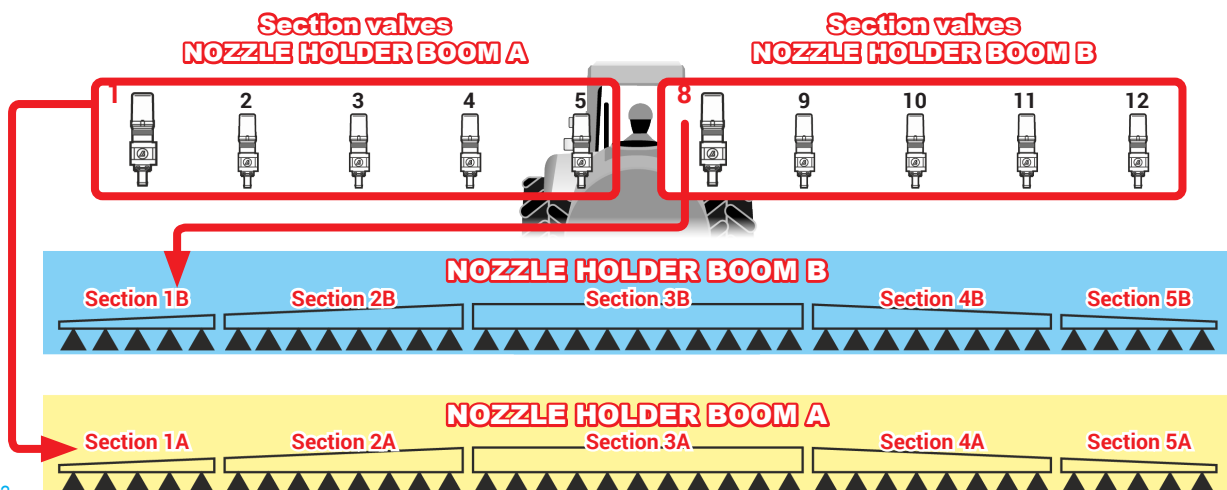 Section valves
NOZZLE HOLDER BOOM A
Section valves
NOZZLE HOLDER BOOM B
1 2 3 4 5 8 9 10 11 12
NOZZLE HOLDER BOOM B
Section 1B Section 2B Section 3B Section 4B Section 5B
NOZZLE HOLDER BOOM A
Section 1A Section 2A Section 3A Section 4A Section 5A